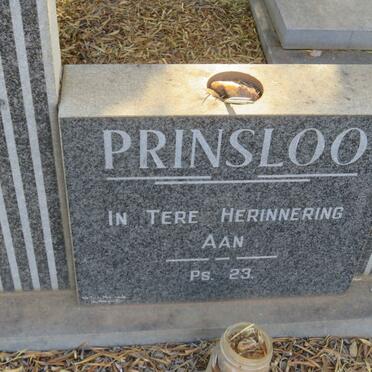 PRINSLOO
IN TERE HERINNERING
AAN
PS. 23.